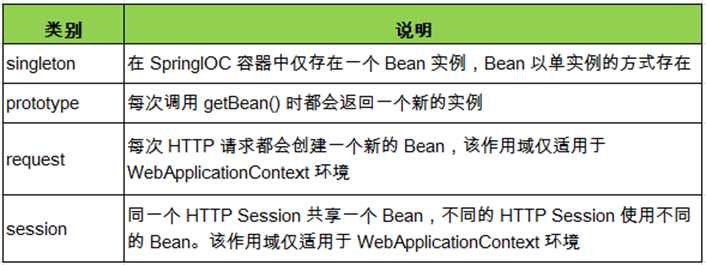 类别 说明
singleton 在 SpringIOC 容器中仅存在一个 Bean 实例，Bean 以单实例的方式存在
prototype 每次调用 getBean() 时都会返回一个新的实例
request 每次 HTTP 请求都会创建一个新的 Bean，该作用域仅适用于
WebApplicationContext 环境
session 同一个 HTTP Session 共享一个 Bean，不同的 HTTP Session 使用不同
的 Bean。该作用域仅适用于 WebApplicationContext 环境